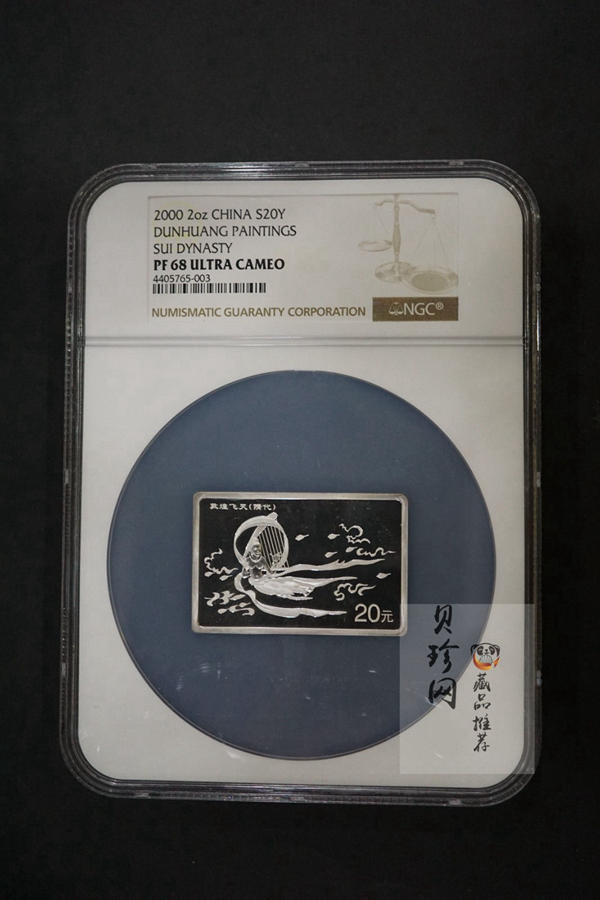 2000 2oz CHINA S20Y
DUNHUANG PAINTINGS
SUI DYNASTY
PF 68 ULTRA CAMEO
4405765-003
NUMISMATIC GUARANTY CORPORATION
NGC®
敦煌飞天(隋代)
20元
贝珍网
藏品推荐